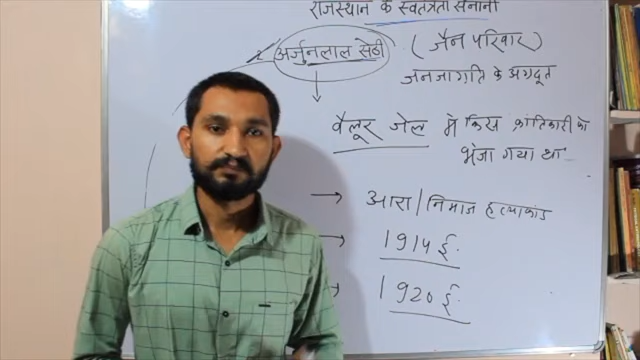 राजस्थान के स्वतंत्रता सेनानी
अर्जुनलाल सेठी (जैन परिवार)
जनजागृति के अग्रदूत
वैलूर जेल में किस क्रांतिकारी को
भेजा गया था
→ आरा/निमाज हत्याकांड
→ 1914 ई.
1920 ई.